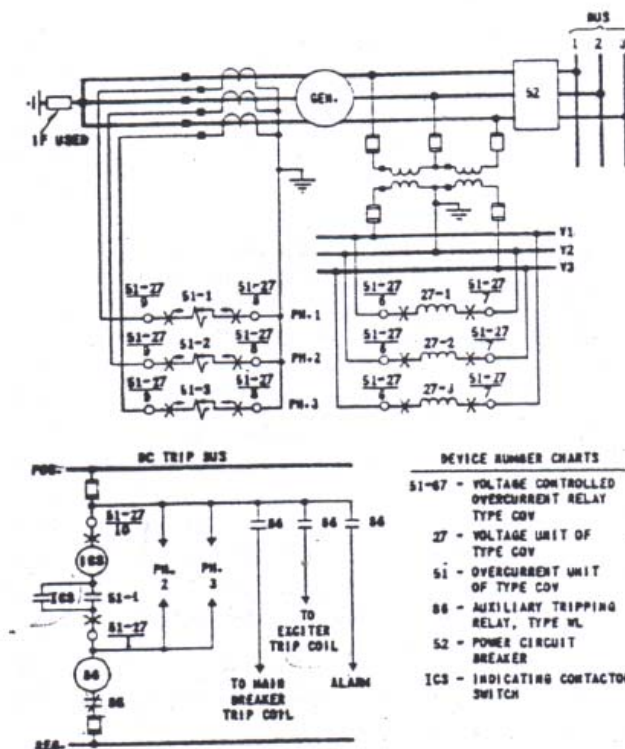 BUS
1 2 3
GEN.
52
IF USED
V1
V2
V3
51-27
9
51-1
51-27
8
PH.1
51-27
6
27-1
51-27
7
51-27
9
51-2
51-27
8
PH.2
51-27
6
27-2
51-27
7
51-27
51-3
51-27
8
PH.3
51-27
6
27-3
51-27
7
DC TRIP BUS
POS.
51-27
10
ICS
ICS
51-1
51-27
1
86
86
NEG.
PH.
2
PH.
3
86
86
86
TO
EXCITER
TRIP COIL
TO MAIN
BREAKER
TRIP COIL
ALARM
DEVICE NUMBER CHARTS
51-67 - VOLTAGE CONTROLLED
OVERCURRENT RELAY
TYPE COV
27 - VOLTAGE UNIT OF
TYPE COV
51 - OVERCURRENT UNIT
OF TYPE COV
86 - AUXILIARY TRIPPING
RELAY, TYPE WL
52 - POWER CIRCUIT
BREAKER
ICS - INDICATING CONTACTO
SWITCH